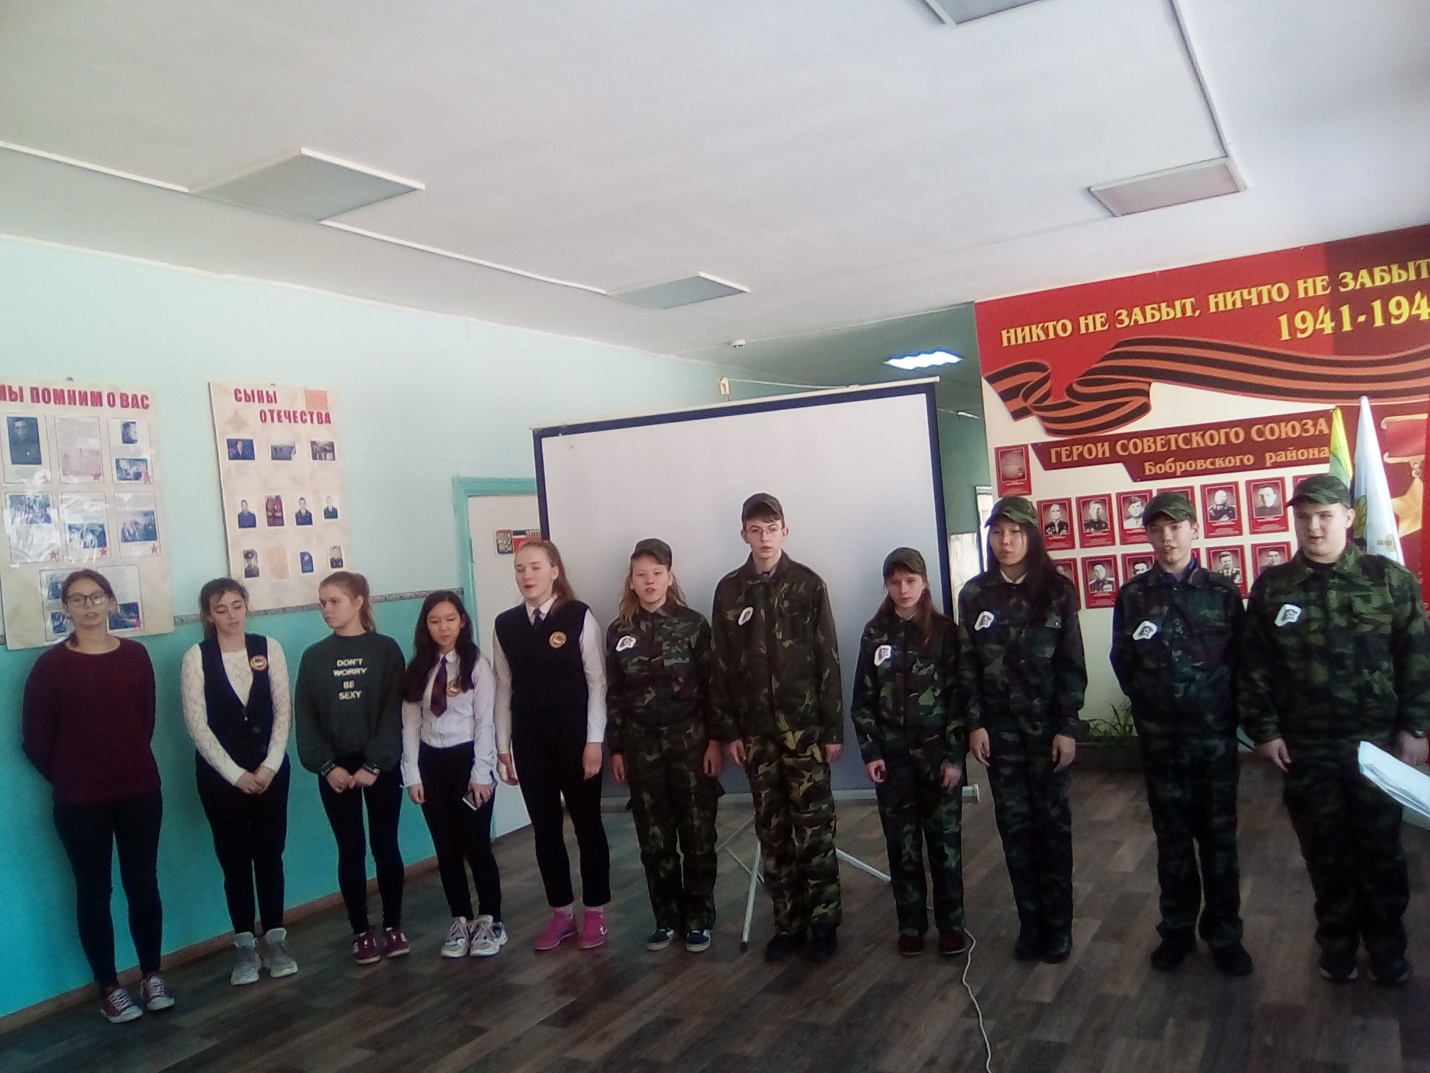 МЫ ПОМНИМ О ВАС
СЫНЫ
ОТЕЧЕСТВА
DON'T
WORRY
BE
SEXY
НИКТО НЕ ЗАБЫТ, НИЧТО НЕ ЗАБЫТ
1941-194
ГЕРОИ СОВЕТСКОГО СОЮЗА
Бобровского района